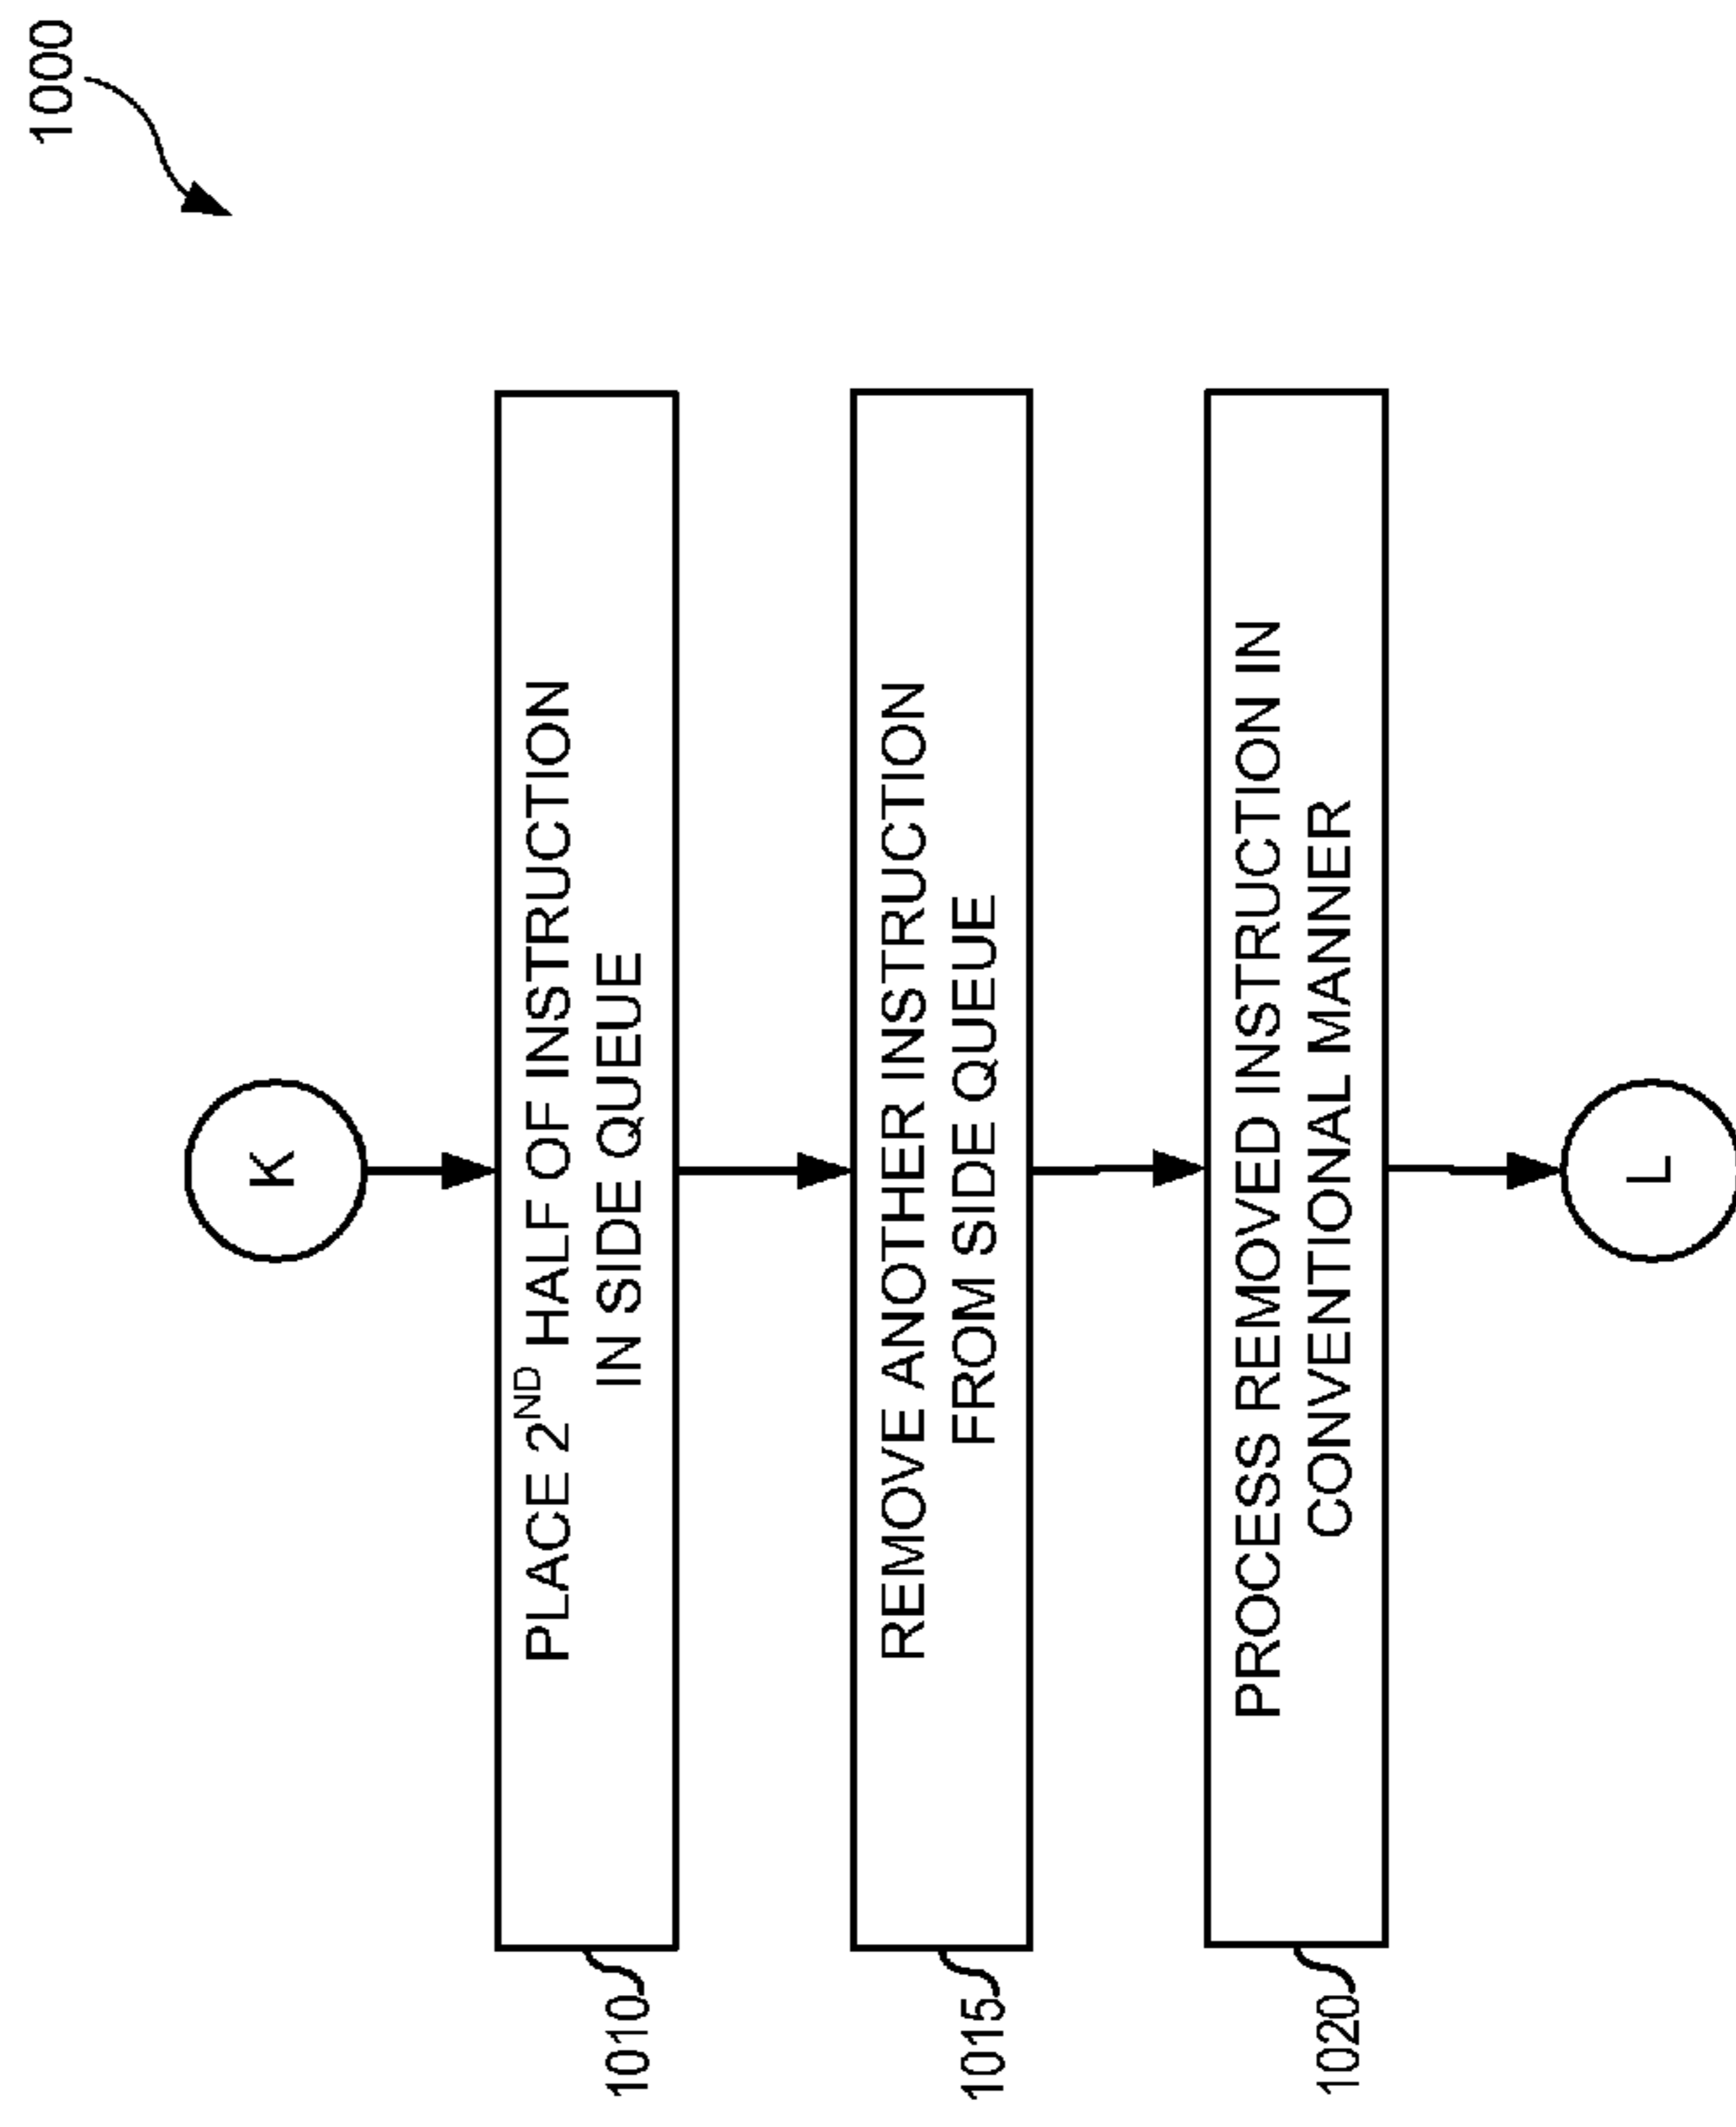 1000
K
PLACE 2ND HALF OF INSTRUCTION
IN SIDE QUEUE
1010
REMOVE ANOTHER INSTRUCTION
FROM SIDE QUEUE
1015
PROCESS REMOVED INSTRUCTION IN
CONVENTIONAL MANNER
1020
L